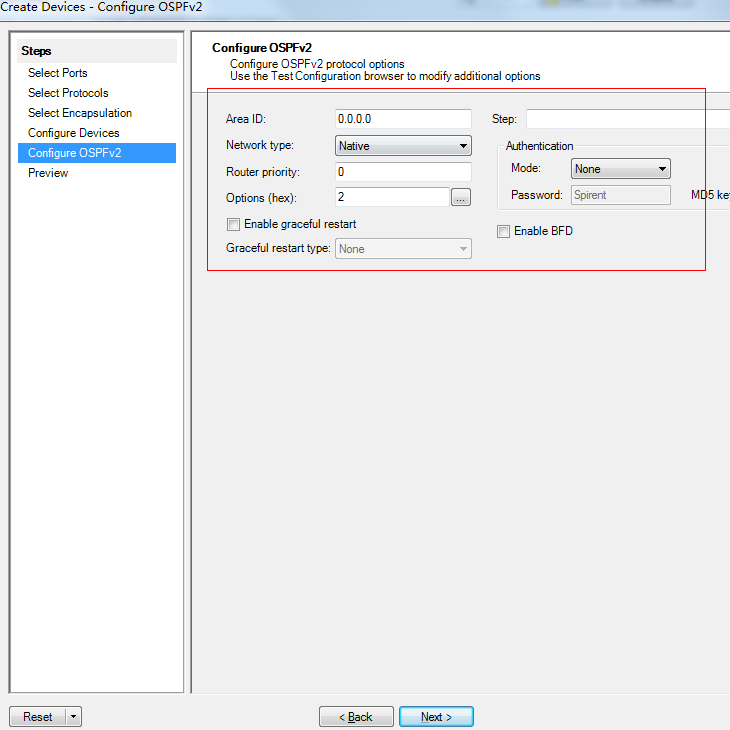 Create Devices - Configure OSPFv2
Steps
Select Ports
Select Protocols
Select Encapsulation
Configure Devices
Configure OSPFv2
Preview
Configure OSPFv2
Configure OSPFv2 protocol options
Use the Test Configuration browser to modify additional options
Area ID: 0.0.0.0 Step:
Network type: Native
Router priority: 0
Options (hex): 2 ...
Enable graceful restart
Graceful restart type: None
Authentication
Mode: None
Password: Spirent MD5
Enable BFD
Reset < Back Next >